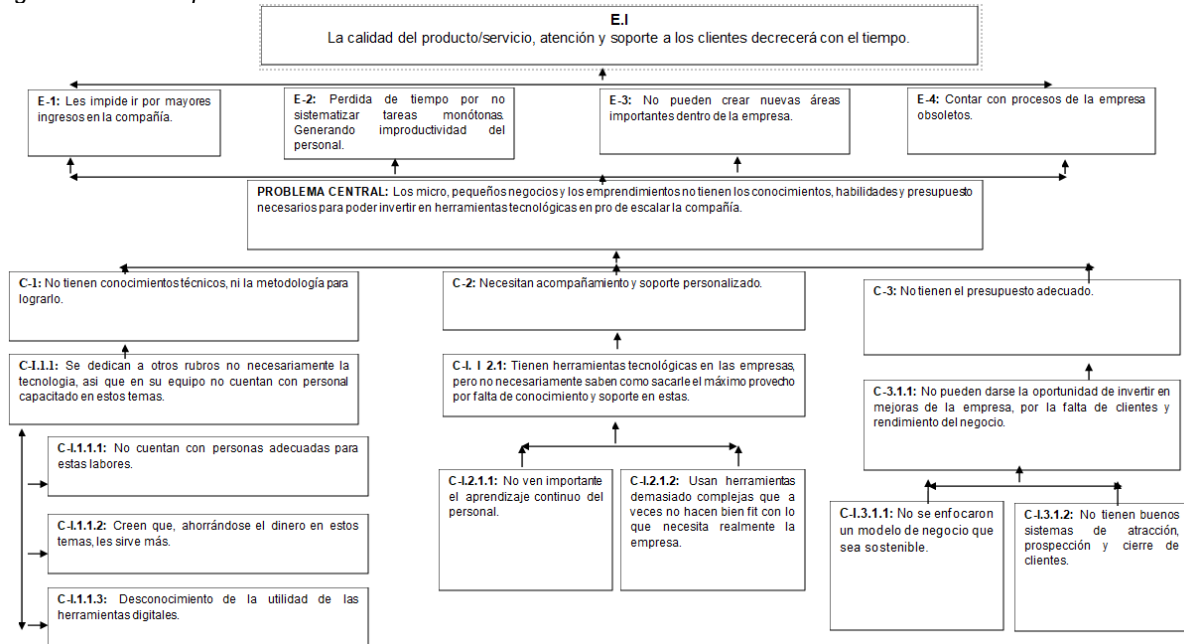 E.I
La calidad del producto/servicio, atención y soporte a los clientes decrecerá con el tiempo.
E-1: Les impide ir por mayores
ingresos en la compañía.
E-2: Perdida de tiempo por no
sistematizar tareas monótonas.
Generando improductividad del
personal.
E-3: No pueden crear nuevas áreas
importantes dentro de la empresa.
E-4: Contar con procesos de la empresa
obsoletos.
PROBLEMA CENTRAL: Los micro, pequeños negocios y los emprendimientos no tienen los conocimientos, habilidades y presupuesto
necesarios para poder invertir en herramientas tecnológicas en pro de escalar la compañía.
C-1: No tienen conocimientos técnicos, ni la metodología para
lograrlo.
C-2: Necesitan acompañamiento y soporte personalizado.
C-3: No tienen el presupuesto adecuado.
C-I.1.1: Se dedican a otros rubros no necesariamente la
tecnologia, asi que en su equipo no cuentan con personal
capacitado en estos temas.
C-I. I 2.1: Tienen herramientas tecnológicas en las empresas,
pero no necesariamente saben como sacarle el máximo provecho
por falta de conocimiento y soporte en estas.
C-3.1.1: No pueden darse la oportunidad de invertir en
mejoras de la empresa, por la falta de clientes y
rendimiento del negocio.
C-I.1.1.1: No cuentan con personas adecuadas para
estas labores.
C-I.1.1.2: Creen que, ahorrándose el dinero en estos
temas, les sirve más.
C-I.1.1.3: Desconocimiento de la utilidad de las
herramientas digitales.
C-I.2.1.1: No ven importante
el aprendizaje continuo del
personal.
C-I.2.1.2: Usan herramientas
demasiado complejas que a
veces no hacen bien fit con lo
que necesita realmente la
empresa.
C-I.3.1.1: No se enfocaron
un modelo de negocio que
sea sostenible.
C-I.3.1.2: No tienen buenos
sistemas de atracción,
prospección y cierre de
clientes.